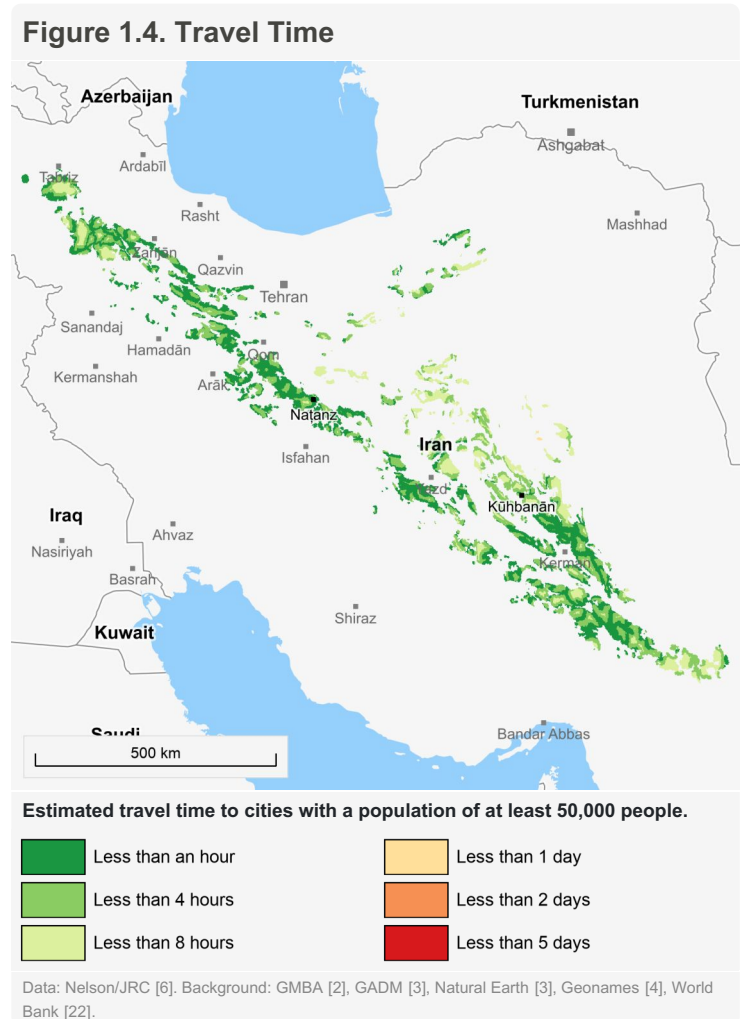 Figure 1.4. Travel Time
Azerbaijan
Turkmenistan
Ashgabat
Ardabīl
Tabriz
Rasht
Mashhad
Zanjān
Qazvin
Tehran
Sanandaj
Hamadān
Qom
Kermanshah
Arāk
Natanz
Iran
Isfahan
Yazd
Kūhbanān
Iraq
Ahvaz
Nasiriyah
Kerman
Basrah
Shiraz
Kuwait
Saudi
Bandar Abbas
500 km
Estimated travel time to cities with a population of at least 50,000 people.
Less than an hour
Less than 1 day
Less than 4 hours
Less than 2 days
Less than 8 hours
Less than 5 days
Data: Nelson/JRC [6]. Background: GMBA [2], GADM [3], Natural Earth [3], Geonames [4], World
Bank [22].